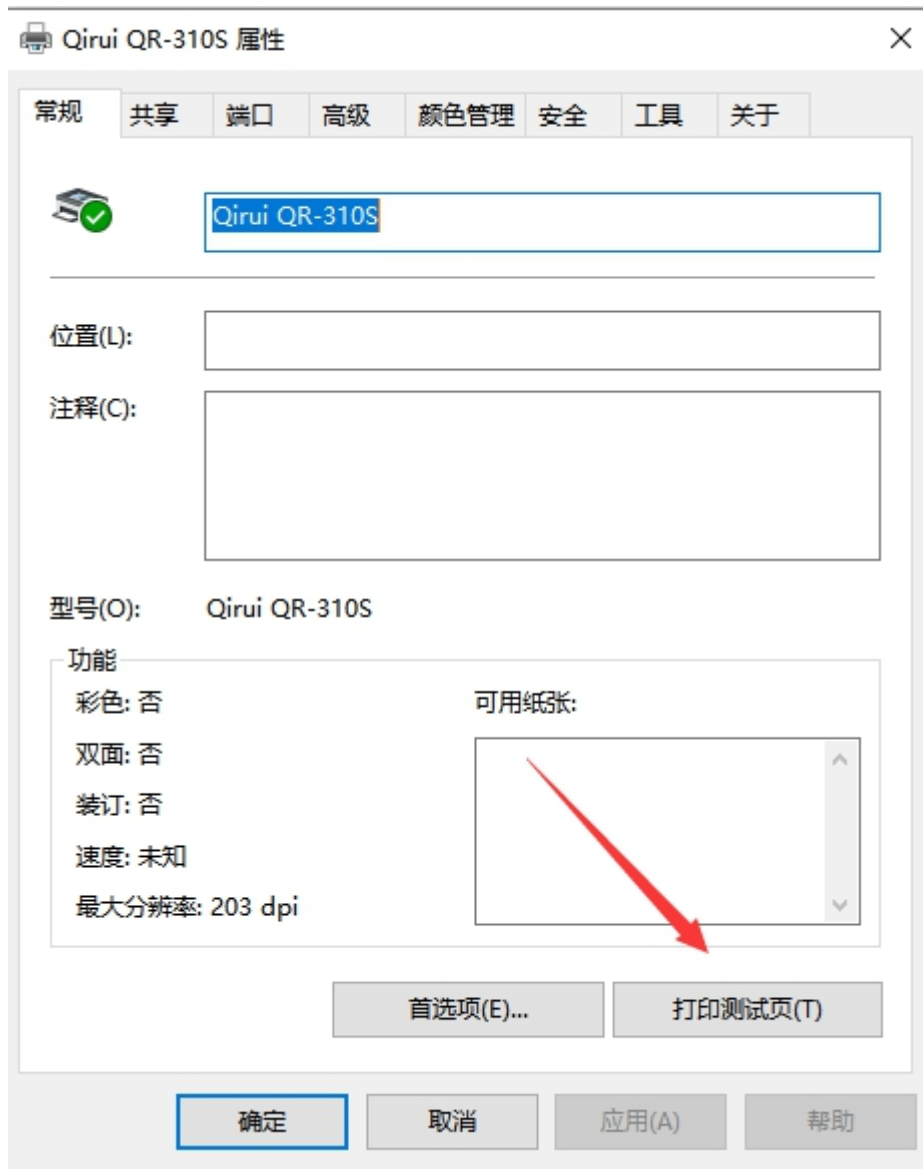 Qirui QR-310S 属性
常规 共享 端口 高级 颜色管理 安全 工具 关于
Qirui QR-310S
位置(L):
注释(C):
型号(O): Qirui QR-310S
功能
彩色: 否 可用纸张:
双面: 否
装订: 否
速度: 未知
最大分辨率: 203 dpi
首选项(E)... 打印测试页(T)
确定 取消 应用(A) 帮助